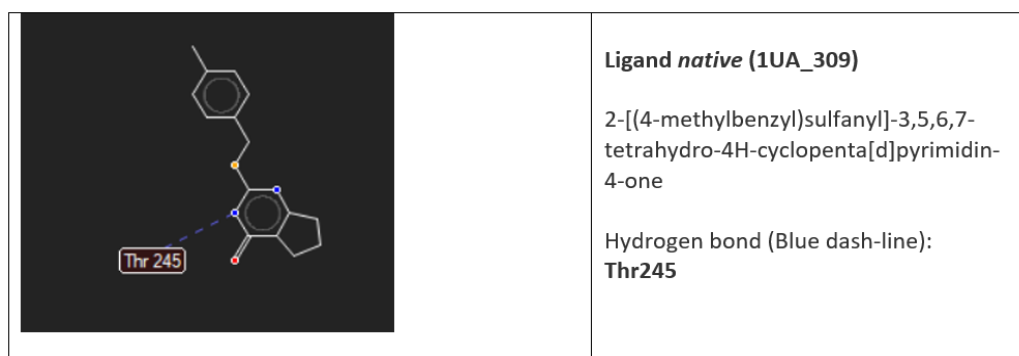 Thr 245
Ligand native (1UA_309)
2-[(4-methylbenzyl)sulfanyl]-3,5,6,7-
tetrahydro-4H-cyclopenta[d]pyrimidin-
4-one
Hydrogen bond (Blue dash-line):
Thr245